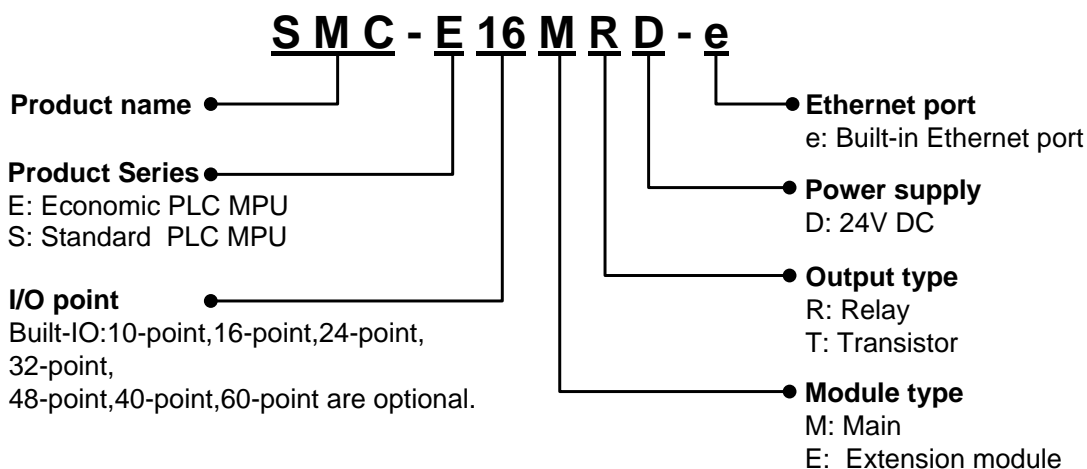 SMC-E16MRD-e
Product name
Product Series
E: Economic PLC MPU
S: Standard PLC MPU
I/O point
Built-IO:10-point,16-point,24-point,
32-point,
48-point,40-point,60-point are optional.
Ethernet port
e: Built-in Ethernet port
Power supply
D: 24V DC
Output type
R: Relay
T: Transistor
Module type
M: Main
E: Extension module